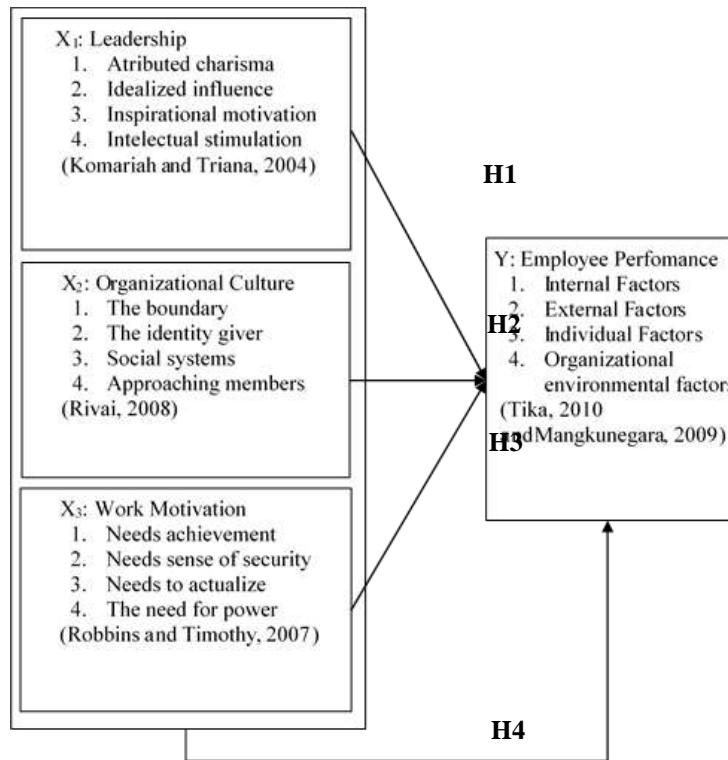 X1: Leadership
1. Atributed charisma
2. Idealized influence
3. Inspirational motivation
4. Intelectual stimulation
(Komariah and Triana, 2004)
X2: Organizational Culture
1. The boundary
2. The identity giver
3. Social systems
4. Approaching members
(Rivai, 2008)
X3: Work Motivation
1. Needs achievement
2. Needs sense of security
3. Needs to actualize
4. The need for power
(Robbins and Timothy, 2007)
H1
H2
H3
H4
Y: Employee Perfomance
1. Internal Factors
2. External Factors
3. Individual Factors
4. Organizational
environmental factors
(Tika, 2010
andMangkunegara, 2009)